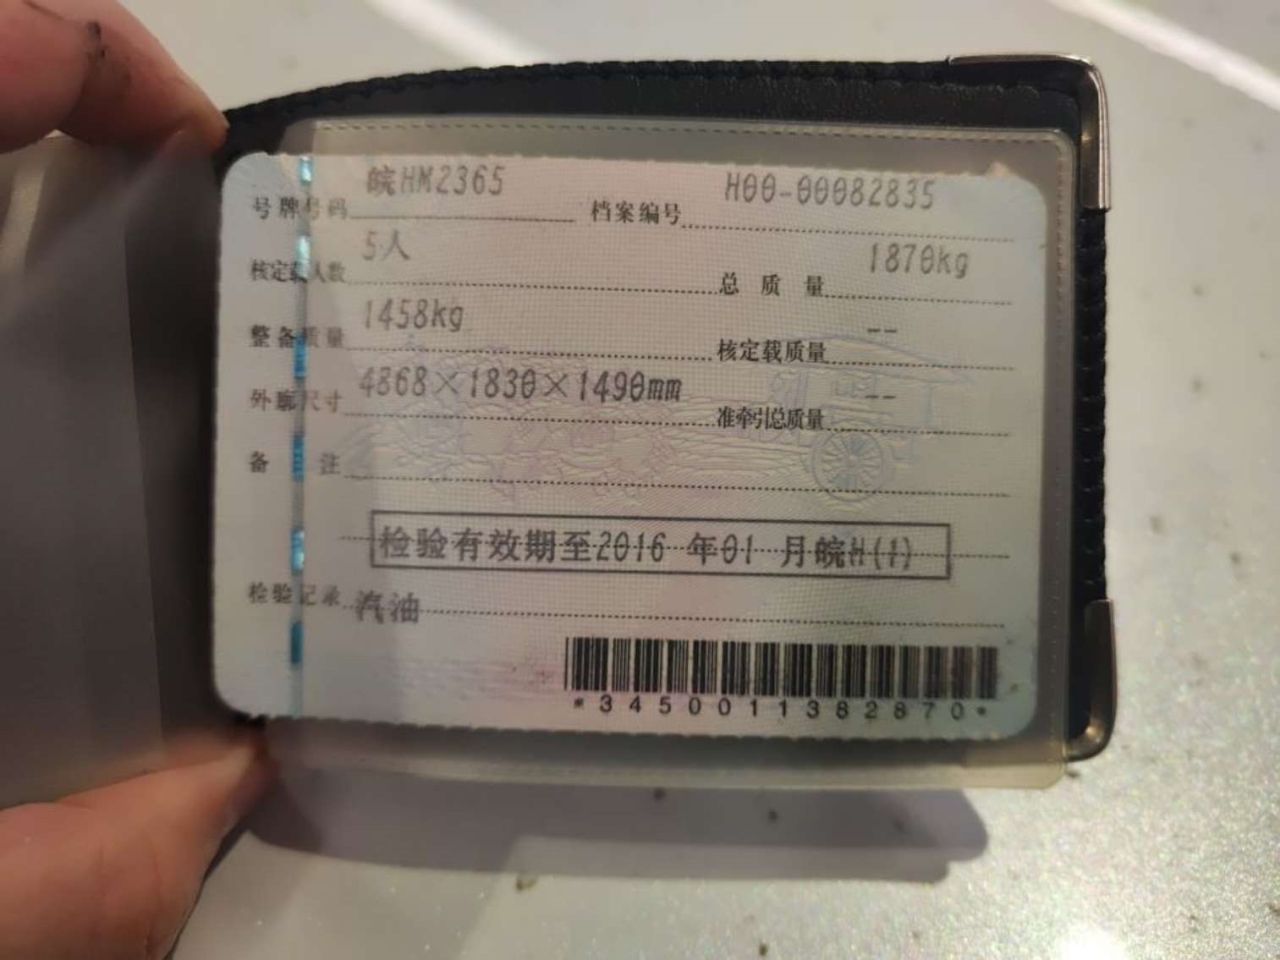 号牌号码 皖HM2365 档案编号 H00-00082835
核定载人数 5人 总质量 1870kg
整备质量 1458kg 核定载质量 --
外廓尺寸 4868×1830×1490mm 准牵引总质量 --
备注
检验有效期至2016 年01 月皖H(1)
检验记录 汽油
*3450011382870*